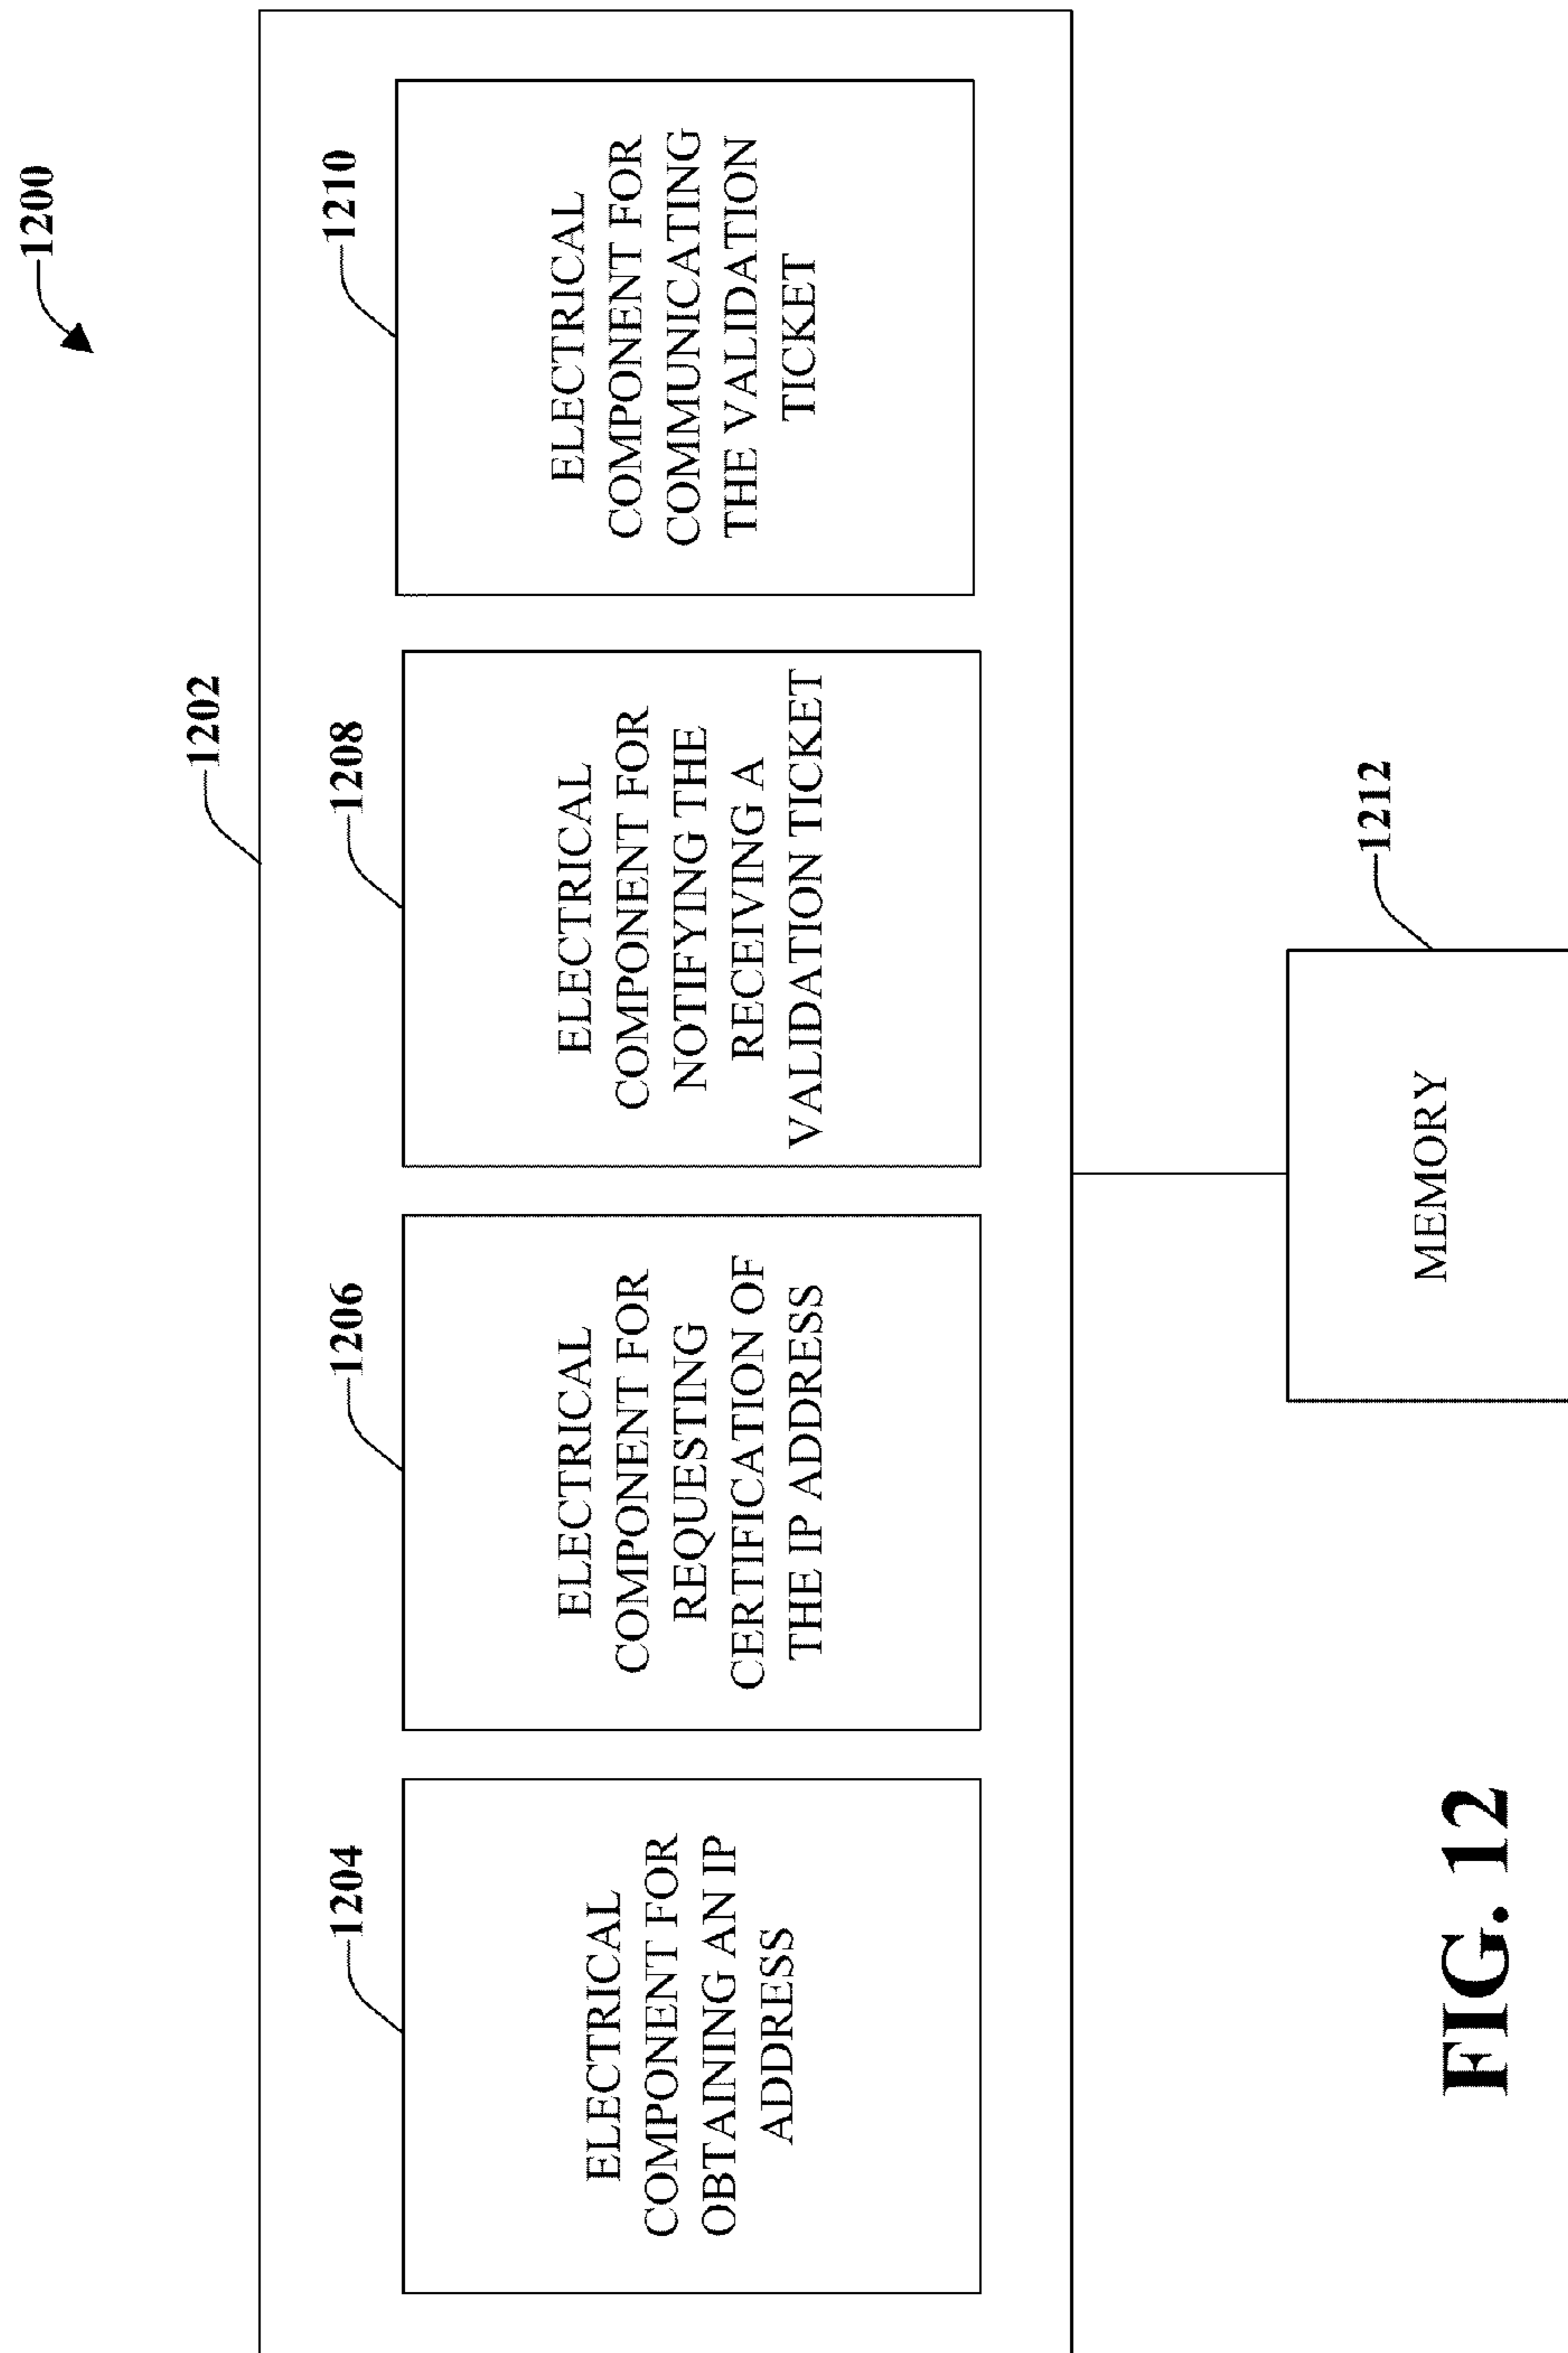 1200
1202
1204
ELECTRICAL
COMPONENT FOR
OBTAINING AN IP
ADDRESS
1206
ELECTRICAL
COMPONENT FOR
REQUESTING
CERTIFICATION OF
THE IP ADDRESS
1208
ELECTRICAL
COMPONENT FOR
NOTIFYING THE
RECEIVING A
VALIDATION TICKET
1210
ELECTRICAL
COMPONENT FOR
COMMUNICATING
THE VALIDATION
TICKET
1212
MEMORY
FIG. 12